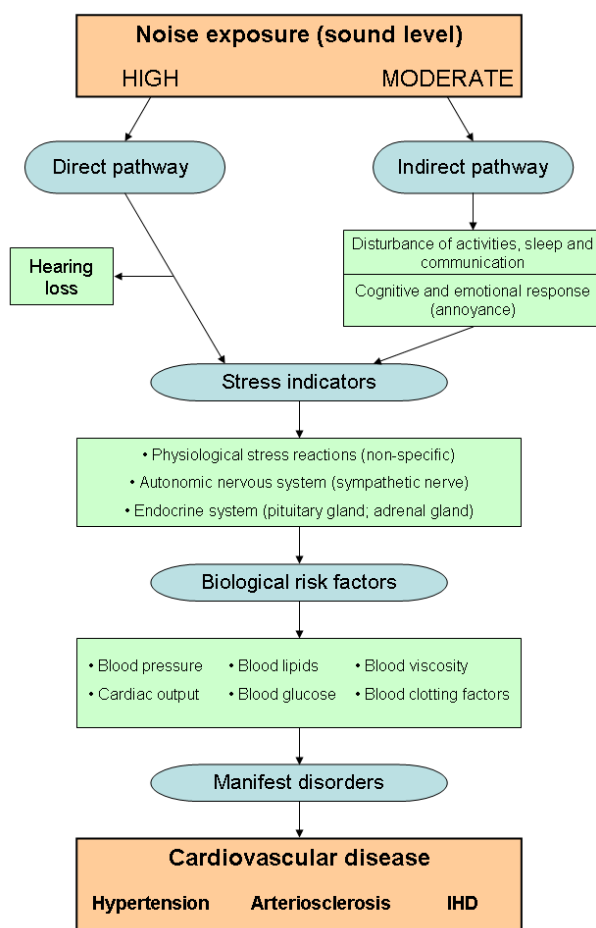 Noise exposure (sound level)
HIGH MODERATE
Direct pathway Indirect pathway
Disturbance of activities, sleep and
communication
Hearing
loss
Cognitive and emotional response
(annoyance)
Stress indicators
• Physiological stress reactions (non-specific)
• Autonomic nervous system (sympathetic nerve)
• Endocrine system (pituitary gland; adrenal gland)
Biological risk factors
• Blood pressure • Blood lipids • Blood viscosity
• Cardiac output • Blood glucose • Blood clotting factors
Manifest disorders
Cardiovascular disease
Hypertension Arteriosclerosis IHD